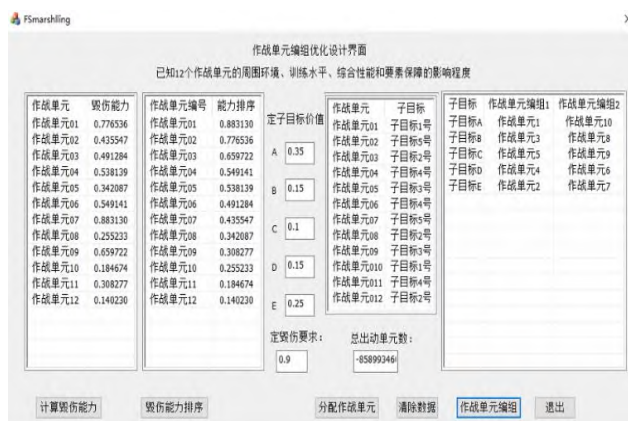 FSmarshlling
作战单元编组优化设计界面
已知12个作战单元的周围环境、训练水平、综合性能和要素保障的影响程度
作战单元 毁伤能力
作战单元01 0.776536
作战单元02 0.435547
作战单元03 0.491284
作战单元04 0.538139
作战单元05 0.342087
作战单元06 0.549141
作战单元07 0.883130
作战单元08 0.255233
作战单元09 0.659722
作战单元10 0.184674
作战单元11 0.308277
作战单元12 0.140230
作战单元编号 能力排序
作战单元01 0.883130
作战单元02 0.776536
作战单元03 0.659722
作战单元04 0.549141
作战单元05 0.538139
作战单元06 0.491284
作战单元07 0.435547
作战单元08 0.342087
作战单元09 0.308277
作战单元10 0.255233
作战单元11 0.184674
作战单元12 0.140230
定子目标价值
A 0.35
B 0.15
C 0.1
D 0.15
E 0.25
定毁伤要求:
0.9
作战单元 子目标
作战单元01 子目标1号
作战单元02 子目标5号
作战单元03 子目标2号
作战单元04 子目标4号
作战单元05 子目标3号
作战单元06 子目标4号
作战单元07 子目标5号
作战单元08 子目标2号
作战单元09 子目标3号
作战单元010 子目标1号
作战单元011 子目标4号
作战单元012 子目标2号
总出动单元数:
-85899346
子目标 作战单元编组1 作战单元编组2
子目标A 作战单元1 作战单元10
子目标B 作战单元3 作战单元8
子目标C 作战单元5 作战单元9
子目标D 作战单元4 作战单元6
子目标E 作战单元2 作战单元7
计算毁伤能力
毁伤能力排序
分配作战单元
清除数据
作战单元编组
退出